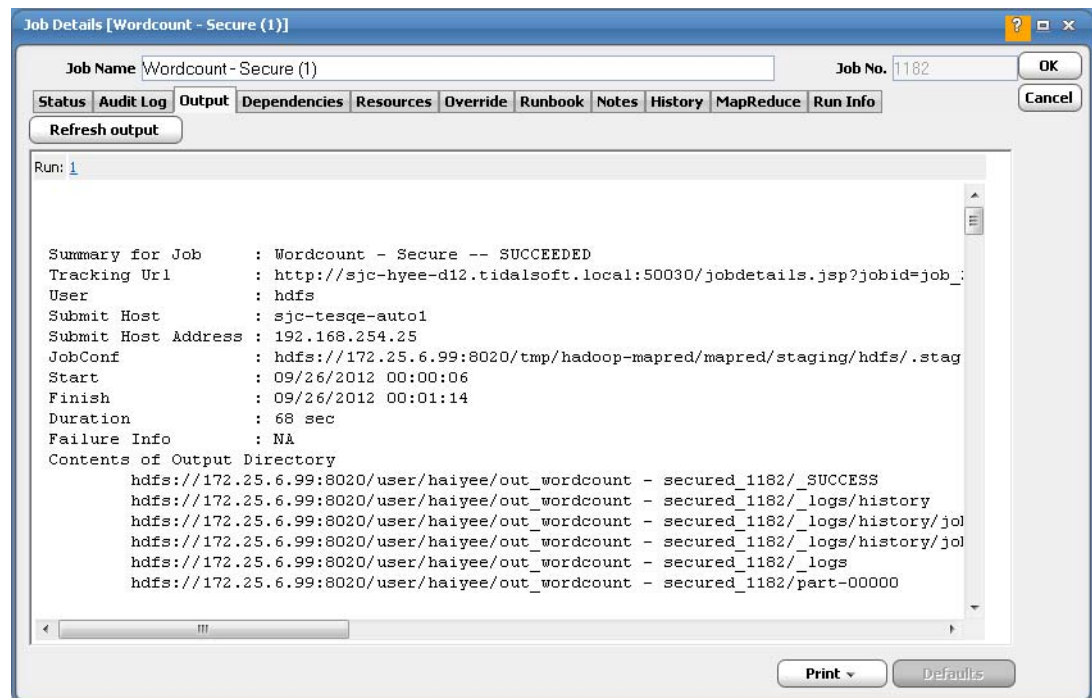 Job Details [Wordcount - Secure (1)]
?
Job Name Wordcount - Secure (1) Job No. 1182 OK
Status Audit Log Output Dependencies Resources Override Runbook Notes History MapReduce Run Info Cancel
Refresh output
Run: 1
Summary for Job : Wordcount - Secure -- SUCCEEDED
Tracking Url : http://sjc-hyee-d12.tidalsoft.local:50030/jobdetails.jsp?jobid=job_
User : hdfs
Submit Host : sjc-tesqe-auto1
Submit Host Address : 192.168.254.25
JobConf : hdfs://172.25.6.99:8020/tmp/hadoop-mapred/mapred/staging/hdfs/.stag
Start : 09/26/2012 00:00:06
Finish : 09/26/2012 00:01:14
Duration : 68 sec
Failure Info : NA
Contents of Output Directory
hdfs://172.25.6.99:8020/user/haiyee/out_wordcount - secured_1182/_SUCCESS
hdfs://172.25.6.99:8020/user/haiyee/out_wordcount - secured_1182/_logs/history
hdfs://172.25.6.99:8020/user/haiyee/out_wordcount - secured_1182/_logs/history/jo
hdfs://172.25.6.99:8020/user/haiyee/out_wordcount - secured_1182/_logs/history/jo
hdfs://172.25.6.99:8020/user/haiyee/out_wordcount - secured_1182/_logs
hdfs://172.25.6.99:8020/user/haiyee/out_wordcount - secured_1182/part-00000
Print Defaults